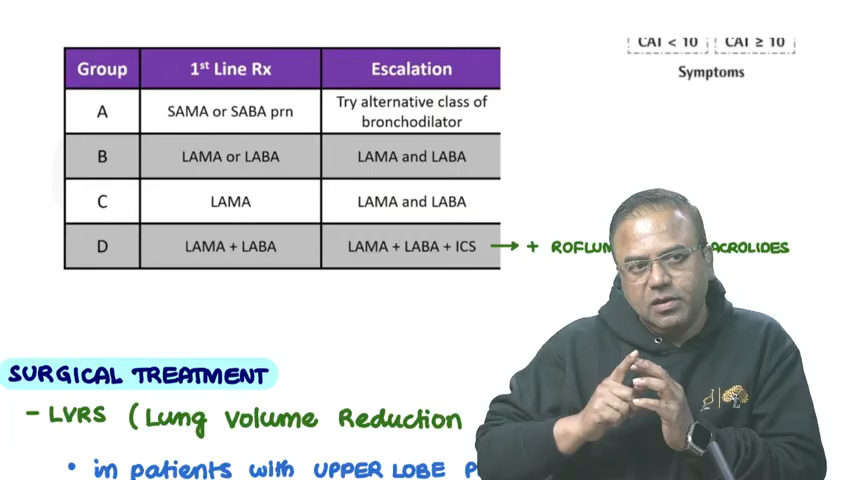 CAT < 10 CAT ≥ 10
Symptoms
Group 1st Line Rx Escalation
A SAMA or SABA prn Try alternative class of bronchodilator
B LAMA or LABA LAMA and LABA
C LAMA LAMA and LABA
D LAMA + LABA LAMA + LABA + ICS → +
SURGICAL TREATMENT
- LVRS (Lung Volume Reduction
• in patients with UPPER LOBE